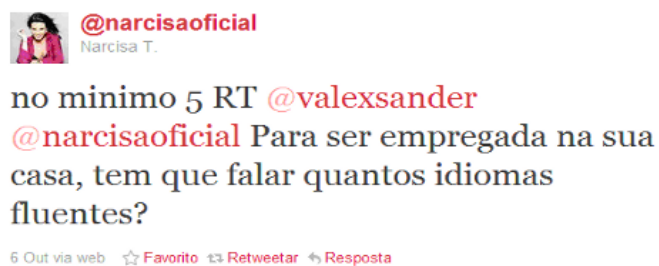 @narcisaoficial
Narcisa T.
no minimo 5 RT @valexsander
@narcisaoficial Para ser empregada na sua
casa, tem que falar quantos idiomas
fluentes?
6 Out via web Favorito Retweetar Resposta